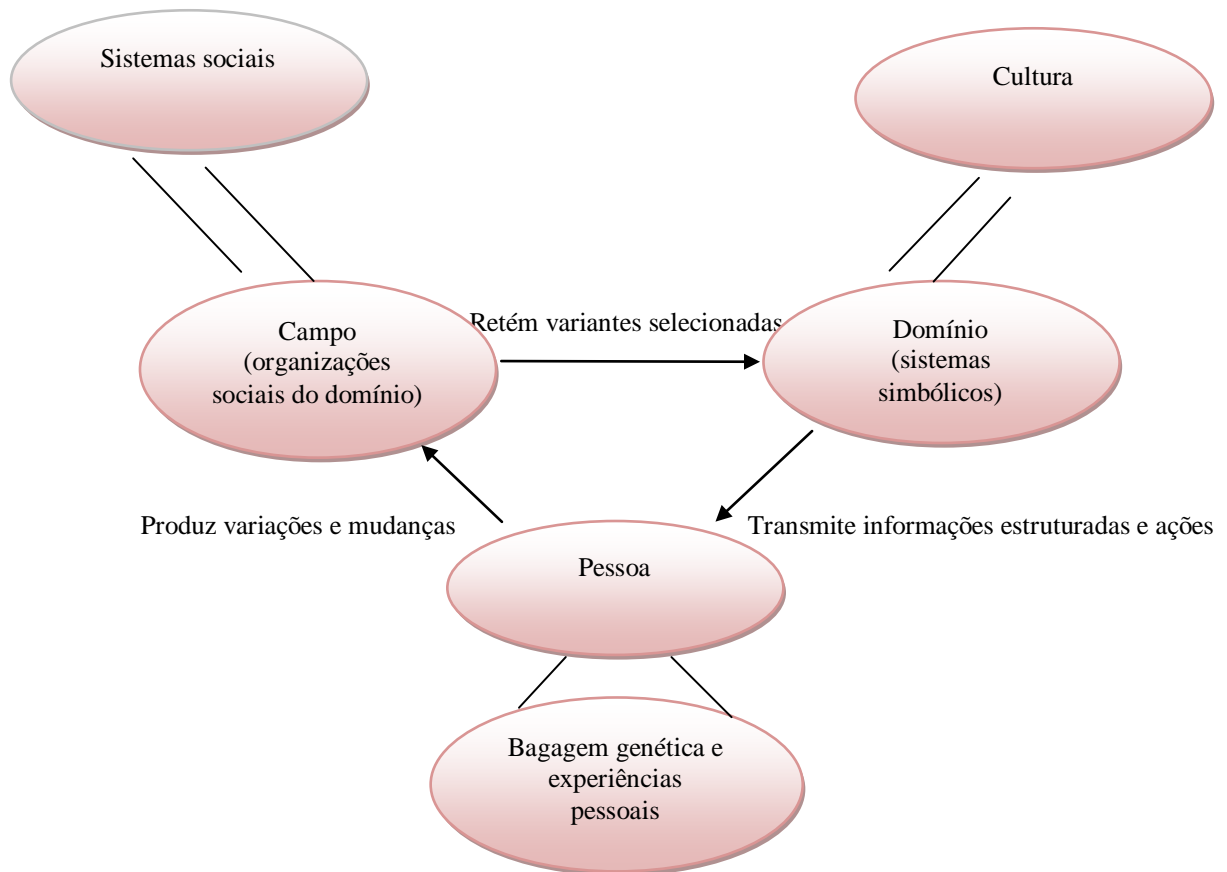 Sistemas sociais
Cultura
Campo
(organizações
sociais do domínio)
Retém variantes selecionadas
Domínio
(sistemas
simbólicos)
Produz variações e mudanças
Transmite informações estruturadas e ações
Pessoa
Bagagem genética e
experiências
pessoais